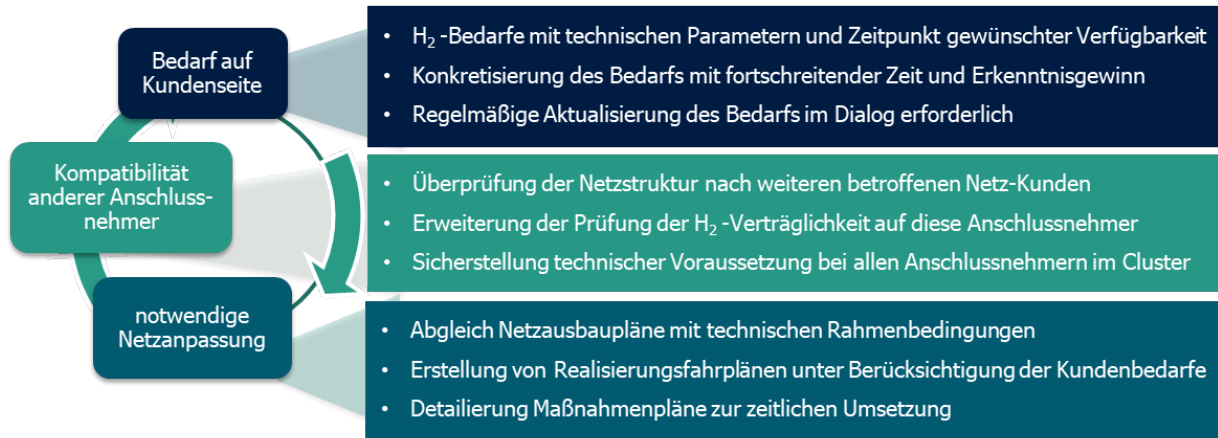 Bedarf auf
Kundenseite
• H₂ -Bedarfe mit technischen Parametern und Zeitpunkt gewünschter Verfügbarkeit
• Konkretisierung des Bedarfs mit fortschreitender Zeit und Erkenntnisgewinn
• Regelmäßige Aktualisierung des Bedarfs im Dialog erforderlich
Kompatibilität
anderer Anschluss-
nehmer
• Überprüfung der Netzstruktur nach weiteren betroffenen Netz-Kunden
• Erweiterung der Prüfung der H₂ -Verträglichkeit auf diese Anschlussnehmer
• Sicherstellung technischer Voraussetzung bei allen Anschlussnehmern im Cluster
notwendige
Netzanpassung
• Abgleich Netzausbaupläne mit technischen Rahmenbedingungen
• Erstellung von Realisierungsfahrplänen unter Berücksichtigung der Kundenbedarfe
• Detailierung Maßnahmenpläne zur zeitlichen Umsetzung